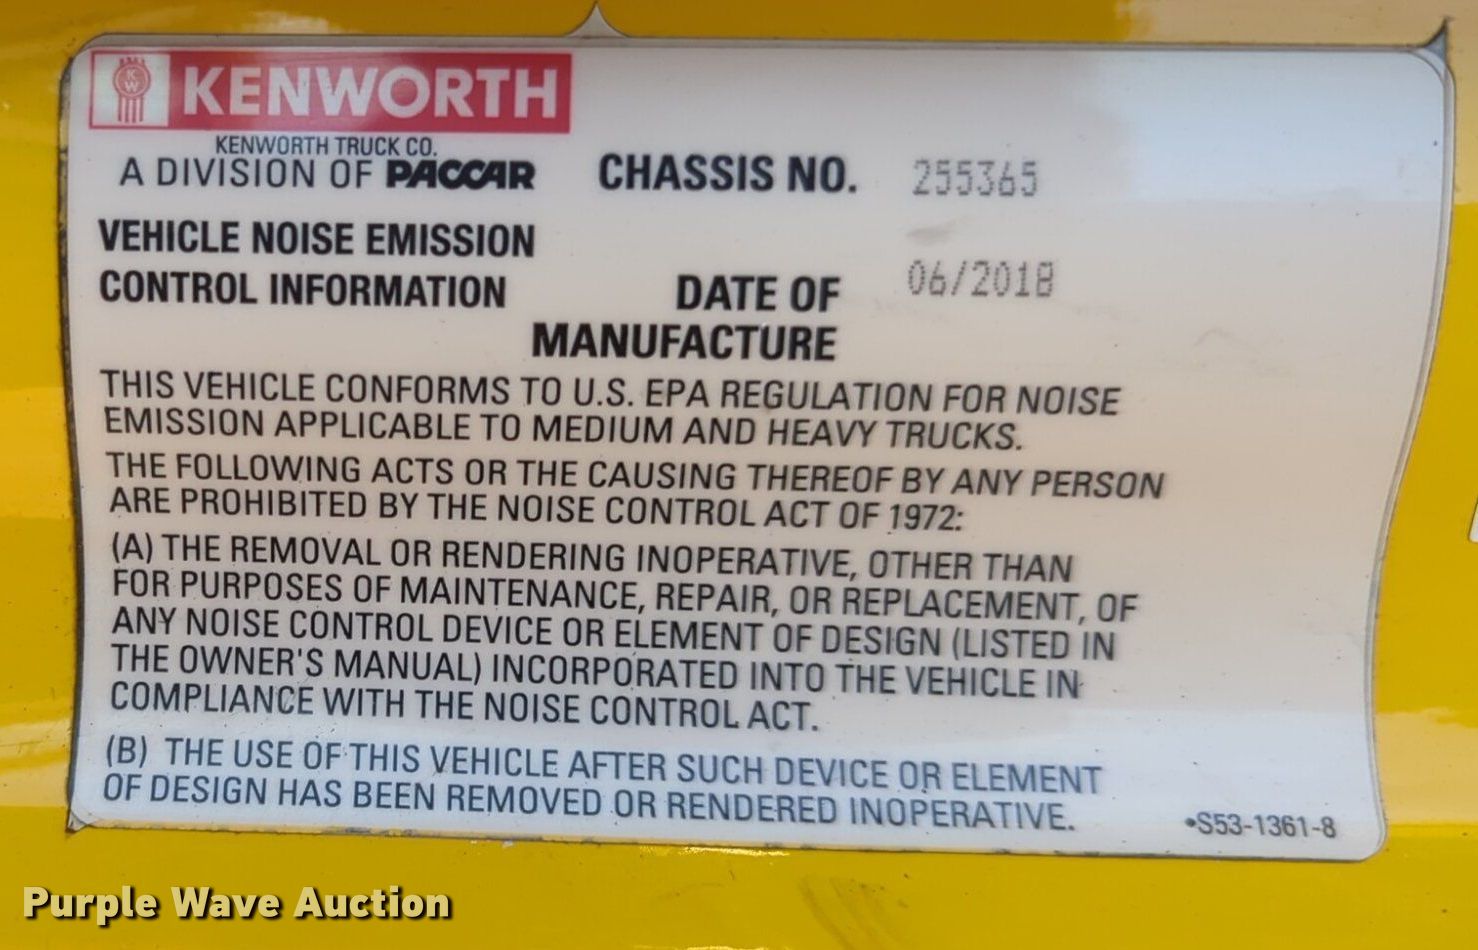 KW
KENWORTH
KENWORTH TRUCK CO.
A DIVISION OF PACCAR
CHASSIS NO. 255365
VEHICLE NOISE EMISSION
CONTROL INFORMATION
DATE OF 06/2018
MANUFACTURE
THIS VEHICLE CONFORMS TO U.S. EPA REGULATION FOR NOISE
EMISSION APPLICABLE TO MEDIUM AND HEAVY TRUCKS.
THE FOLLOWING ACTS OR THE CAUSING THEREOF BY ANY PERSON
ARE PROHIBITED BY THE NOISE CONTROL ACT OF 1972:
(A) THE REMOVAL OR RENDERING INOPERATIVE, OTHER THAN
FOR PURPOSES OF MAINTENANCE, REPAIR, OR REPLACEMENT, OF
ANY NOISE CONTROL DEVICE OR ELEMENT OF DESIGN (LISTED IN
THE OWNER'S MANUAL) INCORPORATED INTO THE VEHICLE IN
COMPLIANCE WITH THE NOISE CONTROL ACT.
(B) THE USE OF THIS VEHICLE AFTER SUCH DEVICE OR ELEMENT
OF DESIGN HAS BEEN REMOVED OR RENDERED INOPERATIVE.
•S53-1361-8
Purple Wave Auction